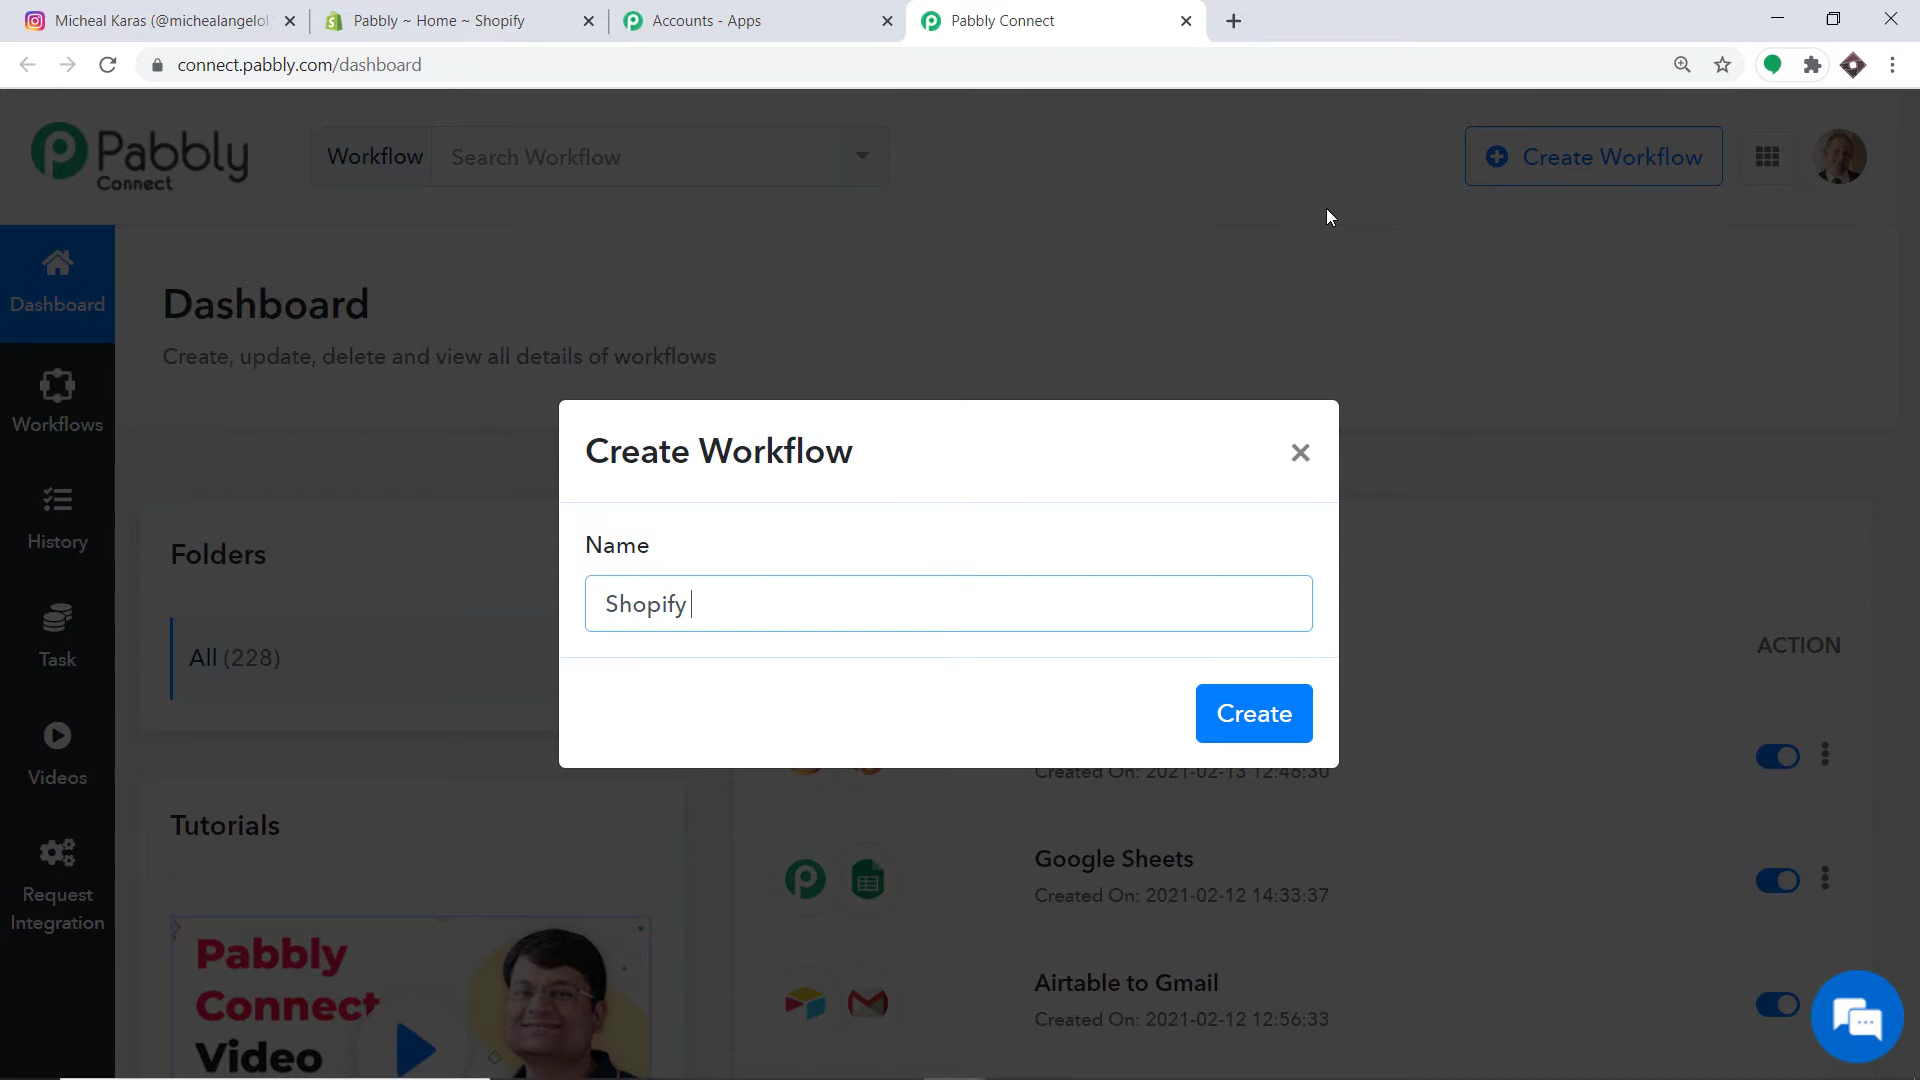 Micheal Karas (@michealangelol
Pabbly ~ Home ~ Shopify
Accounts - Apps
Pabbly Connect
connect.pabbly.com/dashboard
Pabbly
Connect
Workflow
Search Workflow
Create Workflow
Dashboard
Workflows
History
Task
Videos
Request
Integration
Dashboard
Create, update, delete and view all details of workflows
Create Workflow
Name
Shopify
Create
Folders
All (228)
ACTION
Created On: 2021-02-13 12:46:30
Tutorials
Google Sheets
Created On: 2021-02-12 14:33:37
Airtable to Gmail
Created On: 2021-02-12 12:56:33
Pabbly
Connect
Video